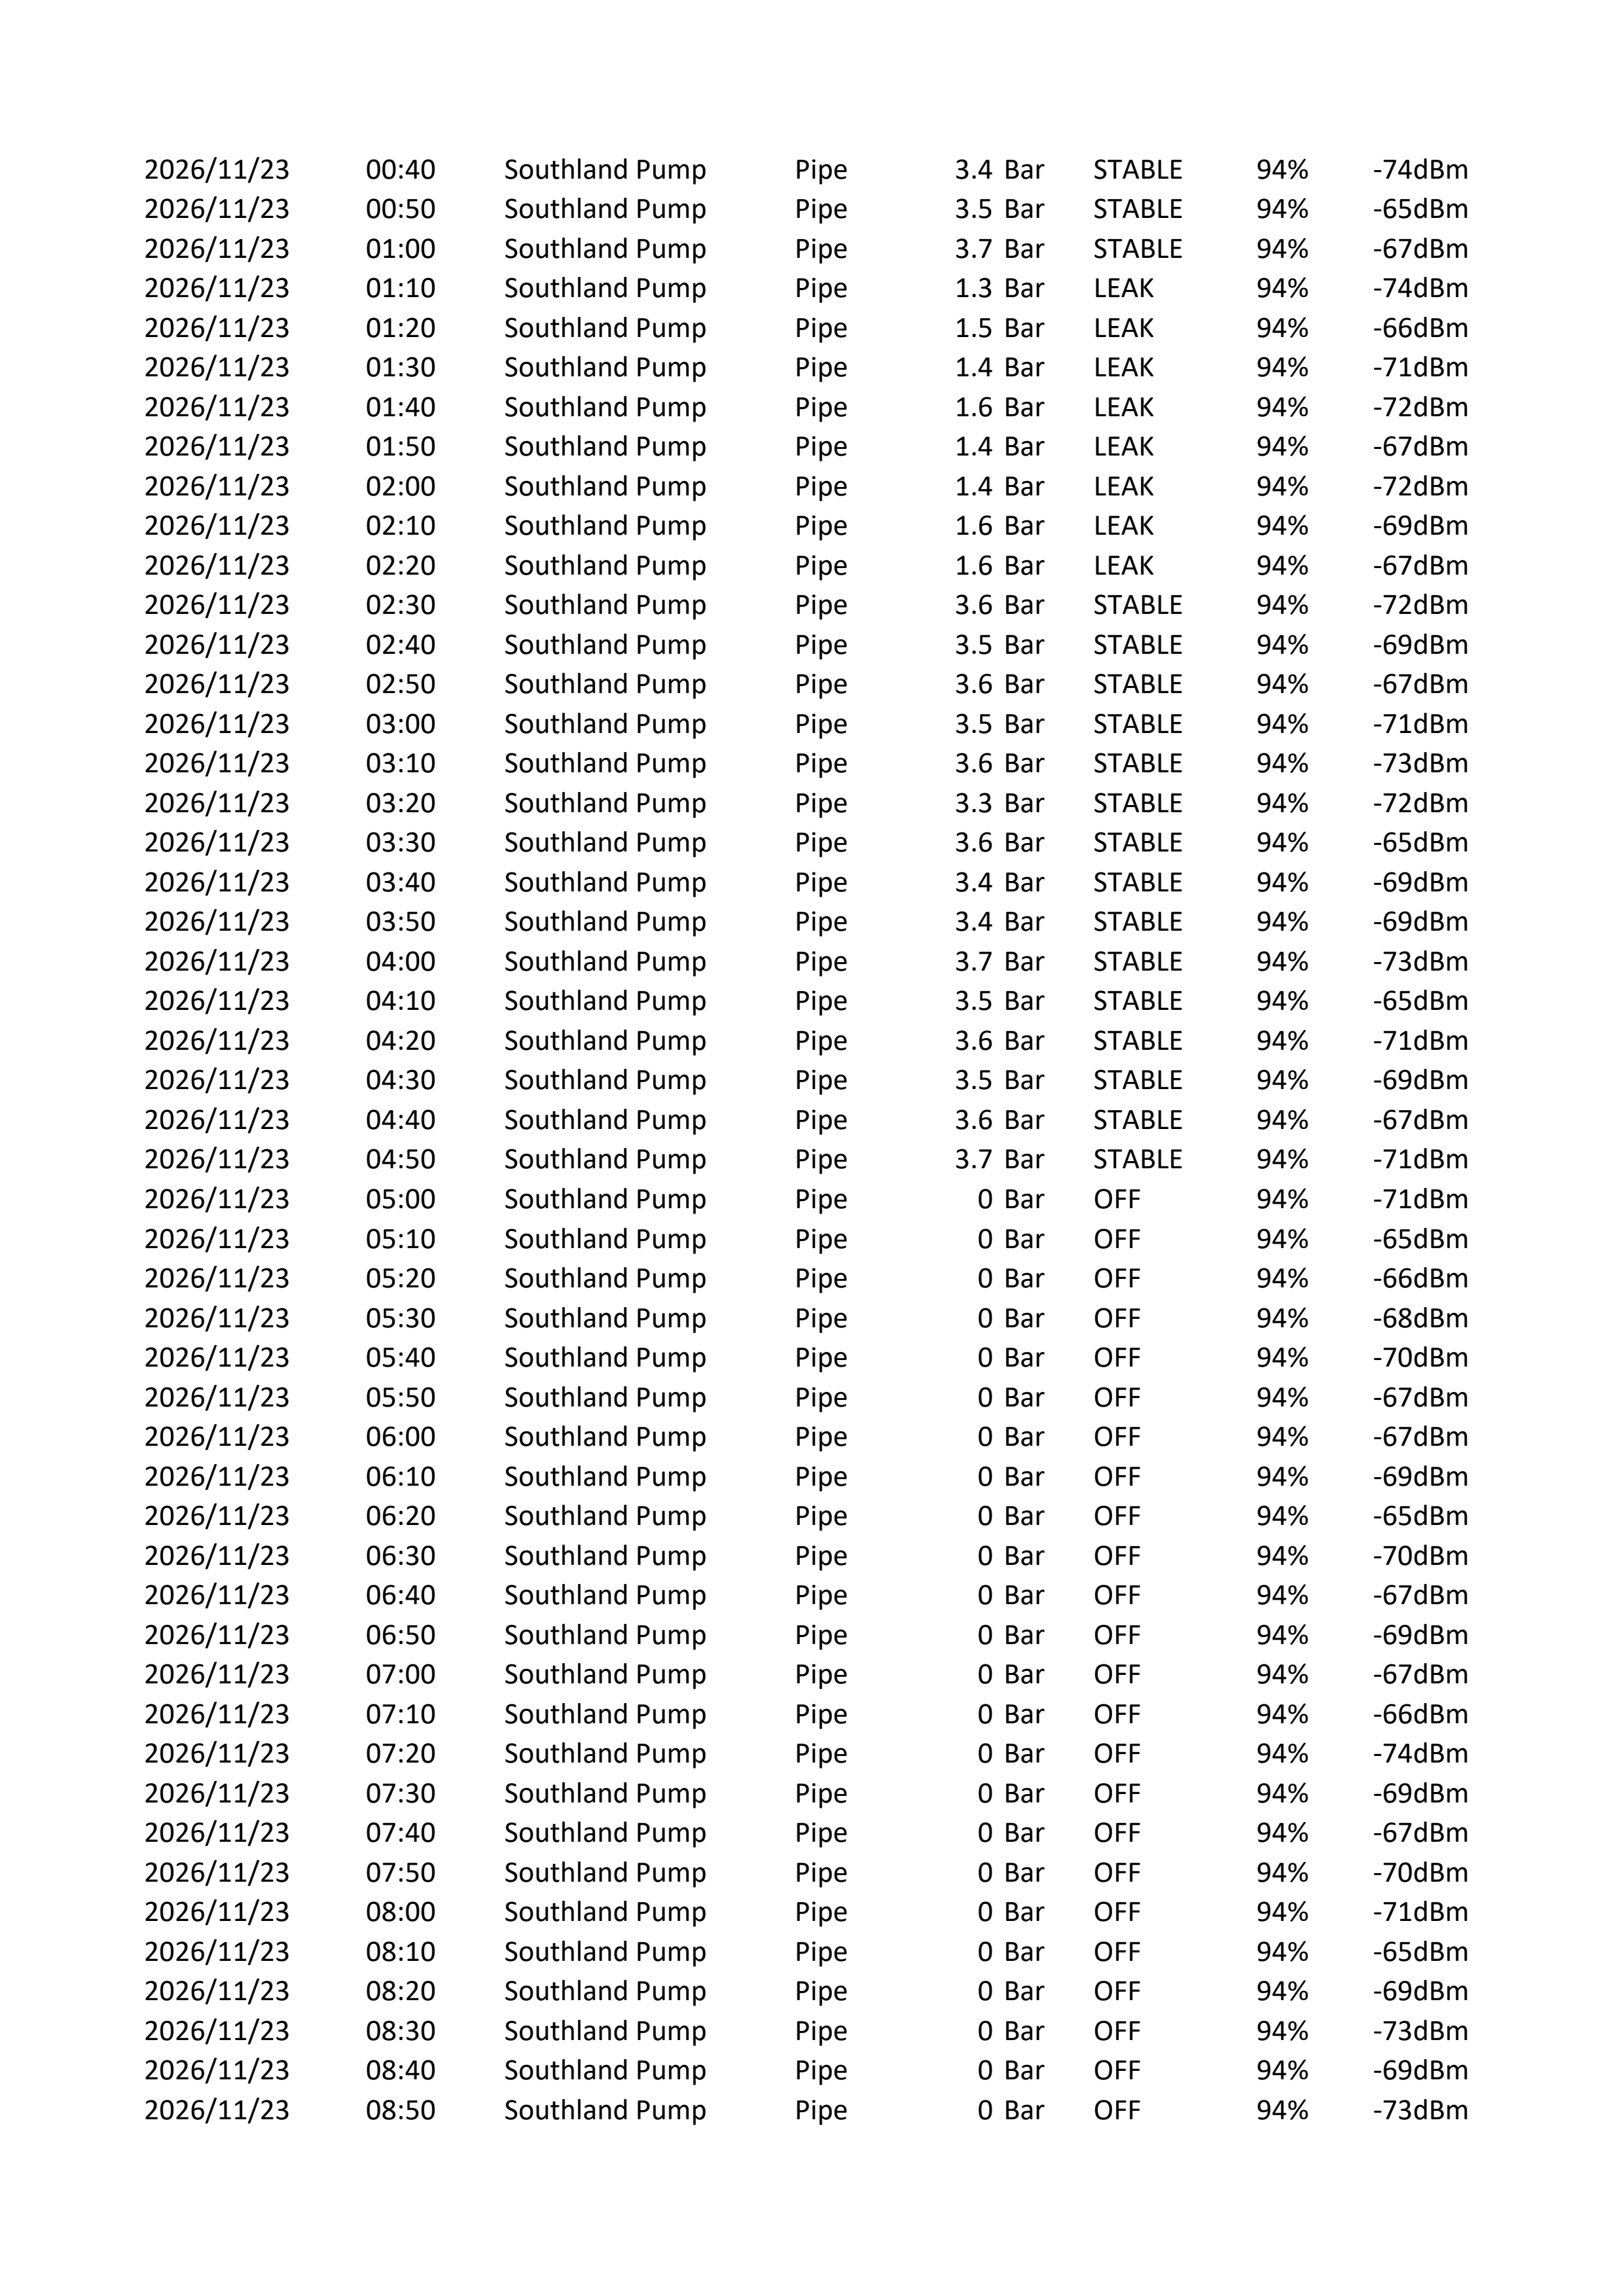 2026/11/23 00:40 Southland Pump Pipe 3.4 Bar STABLE 94% -74dBm
2026/11/23 00:50 Southland Pump Pipe 3.5 Bar STABLE 94% -65dBm
2026/11/23 01:00 Southland Pump Pipe 3.7 Bar STABLE 94% -67dBm
2026/11/23 01:10 Southland Pump Pipe 1.3 Bar LEAK 94% -74dBm
2026/11/23 01:20 Southland Pump Pipe 1.5 Bar LEAK 94% -66dBm
2026/11/23 01:30 Southland Pump Pipe 1.4 Bar LEAK 94% -71dBm
2026/11/23 01:40 Southland Pump Pipe 1.6 Bar LEAK 94% -72dBm
2026/11/23 01:50 Southland Pump Pipe 1.4 Bar LEAK 94% -67dBm
2026/11/23 02:00 Southland Pump Pipe 1.4 Bar LEAK 94% -72dBm
2026/11/23 02:10 Southland Pump Pipe 1.6 Bar LEAK 94% -69dBm
2026/11/23 02:20 Southland Pump Pipe 1.6 Bar LEAK 94% -67dBm
2026/11/23 02:30 Southland Pump Pipe 3.6 Bar STABLE 94% -72dBm
2026/11/23 02:40 Southland Pump Pipe 3.5 Bar STABLE 94% -69dBm
2026/11/23 02:50 Southland Pump Pipe 3.6 Bar STABLE 94% -67dBm
2026/11/23 03:00 Southland Pump Pipe 3.5 Bar STABLE 94% -71dBm
2026/11/23 03:10 Southland Pump Pipe 3.6 Bar STABLE 94% -73dBm
2026/11/23 03:20 Southland Pump Pipe 3.3 Bar STABLE 94% -72dBm
2026/11/23 03:30 Southland Pump Pipe 3.6 Bar STABLE 94% -65dBm
2026/11/23 03:40 Southland Pump Pipe 3.4 Bar STABLE 94% -69dBm
2026/11/23 03:50 Southland Pump Pipe 3.4 Bar STABLE 94% -69dBm
2026/11/23 04:00 Southland Pump Pipe 3.7 Bar STABLE 94% -73dBm
2026/11/23 04:10 Southland Pump Pipe 3.5 Bar STABLE 94% -65dBm
2026/11/23 04:20 Southland Pump Pipe 3.6 Bar STABLE 94% -71dBm
2026/11/23 04:30 Southland Pump Pipe 3.5 Bar STABLE 94% -69dBm
2026/11/23 04:40 Southland Pump Pipe 3.6 Bar STABLE 94% -67dBm
2026/11/23 04:50 Southland Pump Pipe 3.7 Bar STABLE 94% -71dBm
2026/11/23 05:00 Southland Pump Pipe 0 Bar OFF 94% -71dBm
2026/11/23 05:10 Southland Pump Pipe 0 Bar OFF 94% -65dBm
2026/11/23 05:20 Southland Pump Pipe 0 Bar OFF 94% -66dBm
2026/11/23 05:30 Southland Pump Pipe 0 Bar OFF 94% -68dBm
2026/11/23 05:40 Southland Pump Pipe 0 Bar OFF 94% -70dBm
2026/11/23 05:50 Southland Pump Pipe 0 Bar OFF 94% -67dBm
2026/11/23 06:00 Southland Pump Pipe 0 Bar OFF 94% -67dBm
2026/11/23 06:10 Southland Pump Pipe 0 Bar OFF 94% -69dBm
2026/11/23 06:20 Southland Pump Pipe 0 Bar OFF 94% -65dBm
2026/11/23 06:30 Southland Pump Pipe 0 Bar OFF 94% -70dBm
2026/11/23 06:40 Southland Pump Pipe 0 Bar OFF 94% -67dBm
2026/11/23 06:50 Southland Pump Pipe 0 Bar OFF 94% -69dBm
2026/11/23 07:00 Southland Pump Pipe 0 Bar OFF 94% -67dBm
2026/11/23 07:10 Southland Pump Pipe 0 Bar OFF 94% -66dBm
2026/11/23 07:20 Southland Pump Pipe 0 Bar OFF 94% -74dBm
2026/11/23 07:30 Southland Pump Pipe 0 Bar OFF 94% -69dBm
2026/11/23 07:40 Southland Pump Pipe 0 Bar OFF 94% -67dBm
2026/11/23 07:50 Southland Pump Pipe 0 Bar OFF 94% -70dBm
2026/11/23 08:00 Southland Pump Pipe 0 Bar OFF 94% -71dBm
2026/11/23 08:10 Southland Pump Pipe 0 Bar OFF 94% -65dBm
2026/11/23 08:20 Southland Pump Pipe 0 Bar OFF 94% -69dBm
2026/11/23 08:30 Southland Pump Pipe 0 Bar OFF 94% -73dBm
2026/11/23 08:40 Southland Pump Pipe 0 Bar OFF 94% -69dBm
2026/11/23 08:50 Southland Pump Pipe 0 Bar OFF 94% -73dBm